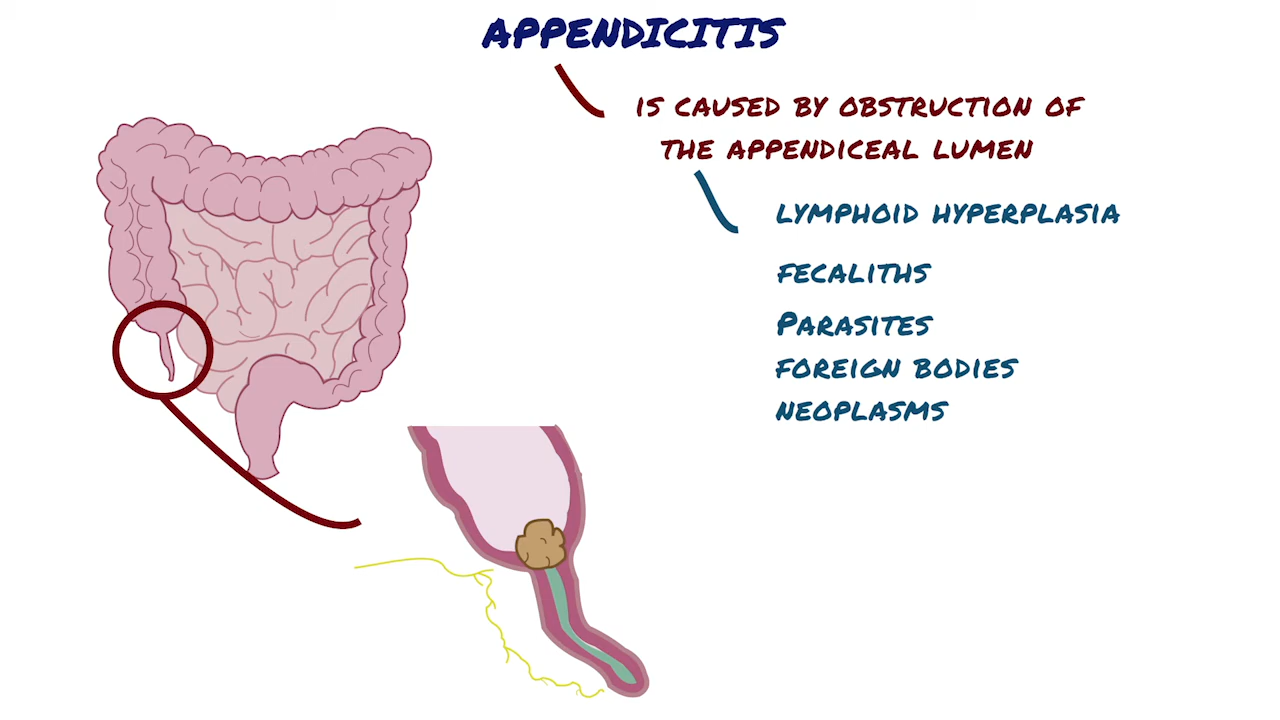 APPENDICITIS
IS CAUSED BY OBSTRUCTION OF
THE APPENDICEAL LUMEN
LYMPHOID HYPERPLASIA
FECALITHS
PARASITES
FOREIGN BODIES
NEOPLASMS